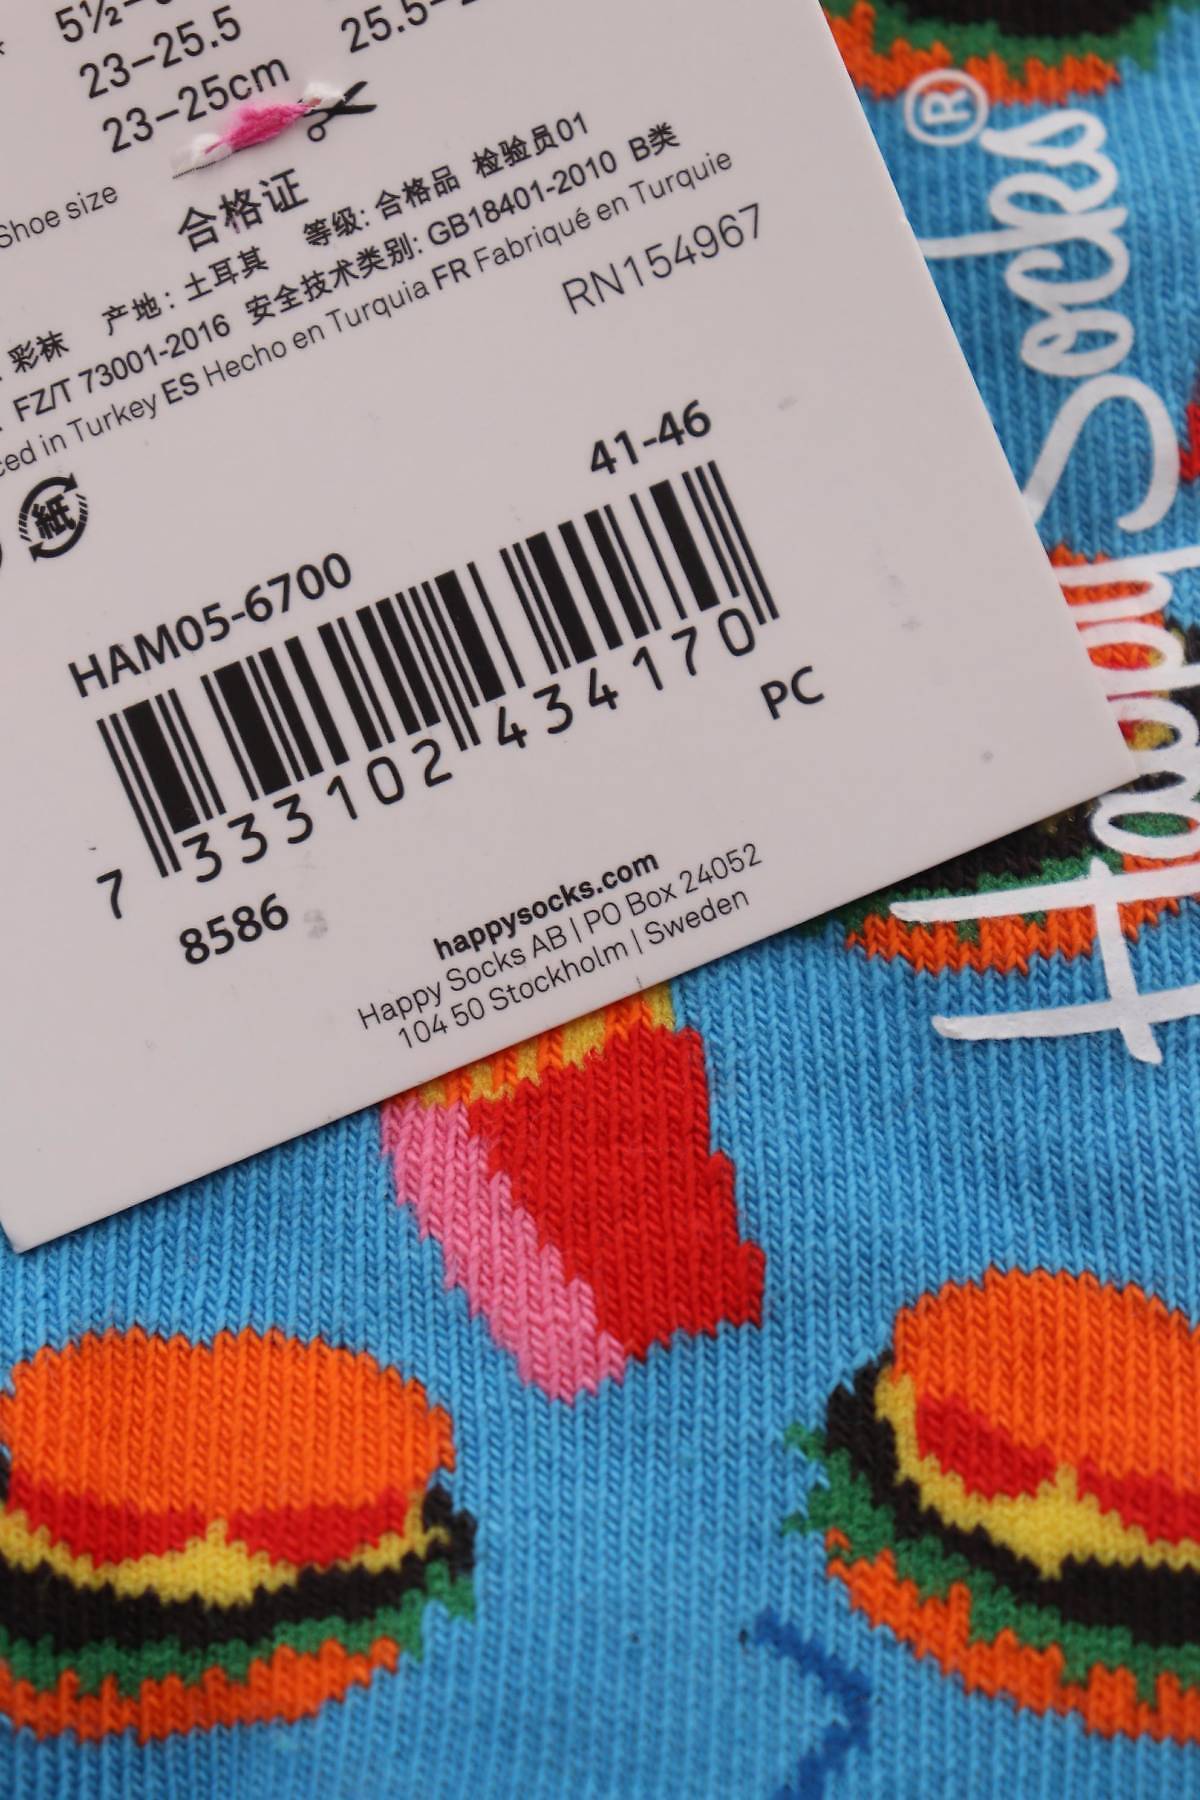 23–25.5
23–25cm
Shoe size
合格证
彩袜 产地: 土耳其 等级: 合格品 检验员01
FZ/T 73001-2016 安全技术类别: GB18401-2010 B类
in Turkey ES Hecho en Turquia FR Fabriqué en Turquie
RN154967
紙
41-46
HAM05-6700
7 333102 434170
PC
8586
happysocks.com
Happy Socks AB | PO Box 24052
104 50 Stockholm | Sweden
Happy Socks®